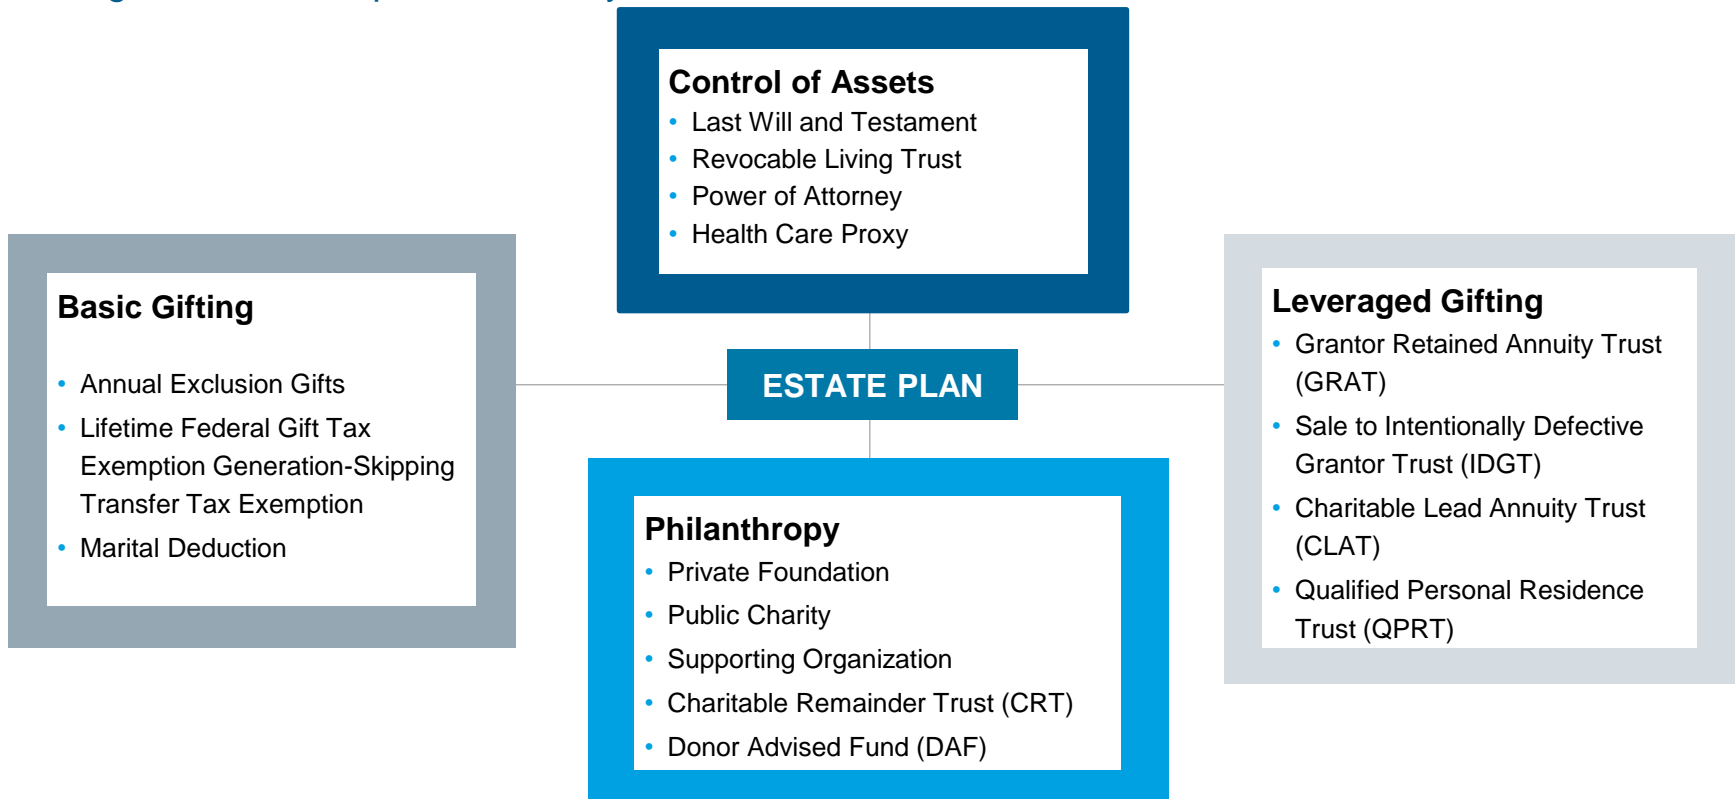 Control of Assets
• Last Will and Testament
• Revocable Living Trust
• Power of Attorney
• Health Care Proxy
Basic Gifting
• Annual Exclusion Gifts
• Lifetime Federal Gift Tax
Exemption Generation-Skipping
Transfer Tax Exemption
• Marital Deduction
ESTATE PLAN
Leveraged Gifting
• Grantor Retained Annuity Trust
(GRAT)
• Sale to Intentionally Defective
Grantor Trust (IDGT)
• Charitable Lead Annuity Trust
(CLAT)
• Qualified Personal Residence
Trust (QPRT)
Philanthropy
• Private Foundation
• Public Charity
• Supporting Organization
• Charitable Remainder Trust (CRT)
• Donor Advised Fund (DAF)